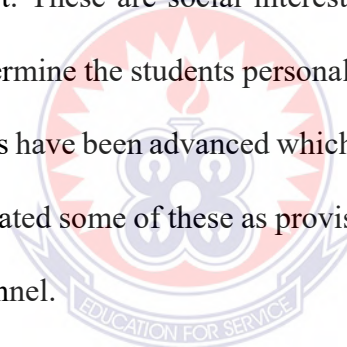 t. These are social interest
ermine the students personal
s have been advanced which
ated some of these as provis
nnel.
EDUCATION FOR SERVICE